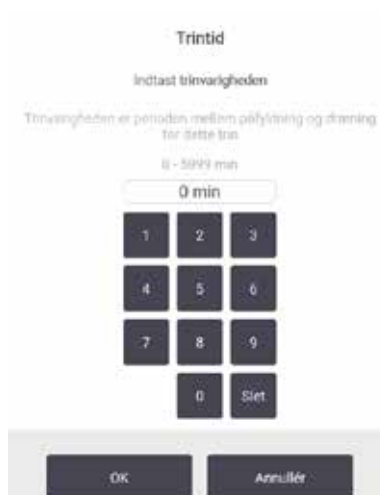 Trintid
Indtast trinvarigheden
Trinvarigheden er perioden mellem påfyldning og dræning
for dette trin
0 - 5999 min
0 min
1 2 3
4 5 6
7 8 9
0 Slet
OK Annullér